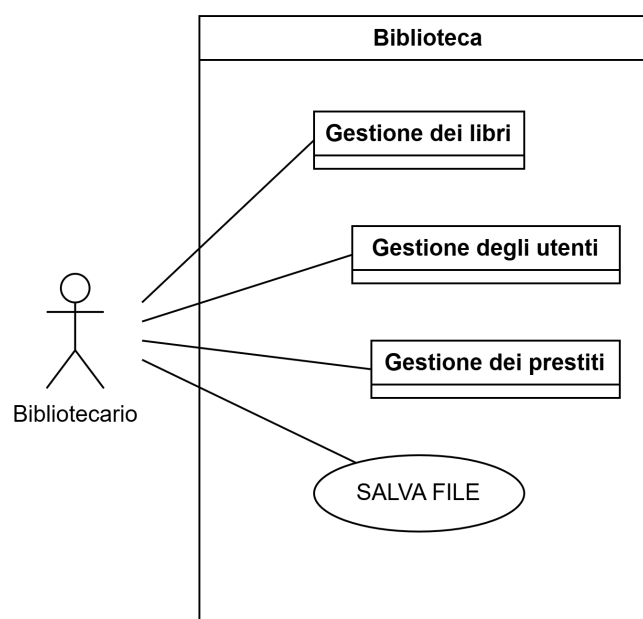 Biblioteca
Gestione dei libri
Gestione degli utenti
Gestione dei prestiti
Bibliotecario
SALVA FILE